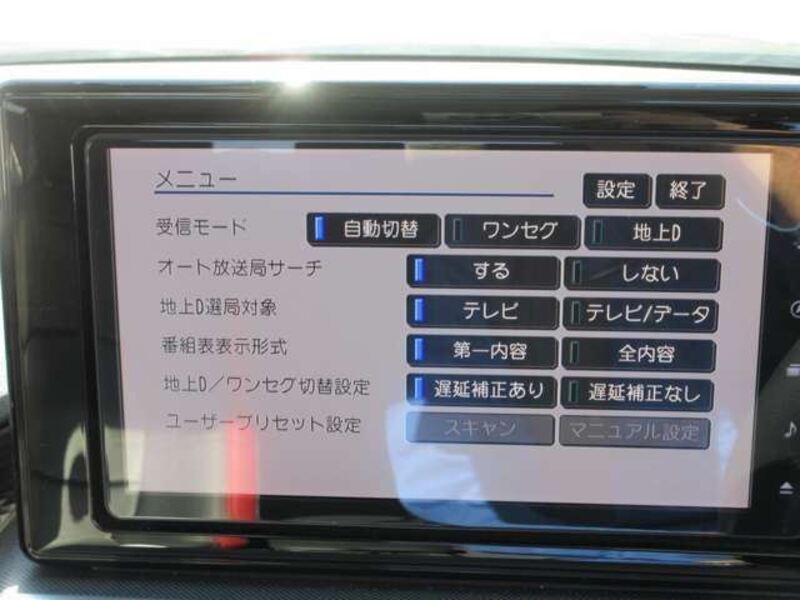 メニュー 設定 終了
受信モード 自動切替 ワンセグ 地上D
オート放送局サーチ する しない
地上D選局対象 テレビ テレビ/データ
番組表表示形式 第一内容 全内容
地上D/ワンセグ切替設定 遅延補正あり 遅延補正なし
ユーザープリセット設定 スキャン マニュアル設定